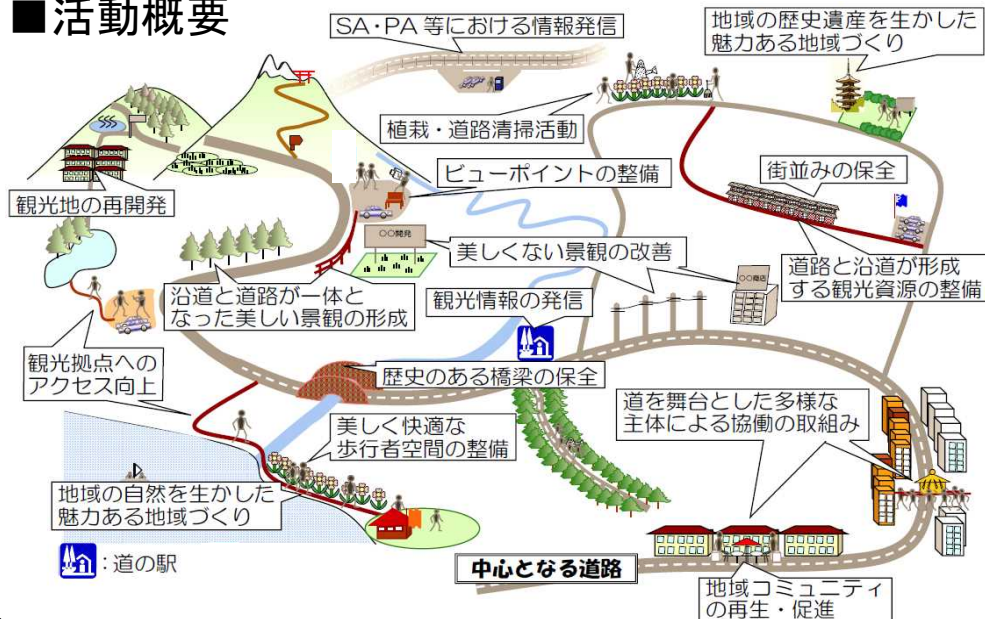 ■活動概要
SA・PA 等における情報発信
地域の歴史遺産を生かした
魅力ある地域づくり
植栽・道路清掃活動
ビューポイントの整備
街並みの保全
観光地の再開発
〇〇開発
美しくない景観の改善
〇〇商店
道路と沿道が形成
する観光資源の整備
沿道と道路が一体と
なった美しい景観の形成
観光情報の発信
観光拠点への
アクセス向上
歴史のある橋梁の保全
道を舞台とした多様な
主体による協働の取組み
美しく快適な
歩行者空間の整備
地域の自然を生かした
魅力ある地域づくり
：道の駅
中心となる道路
地域コミュニティ
の再生・促進